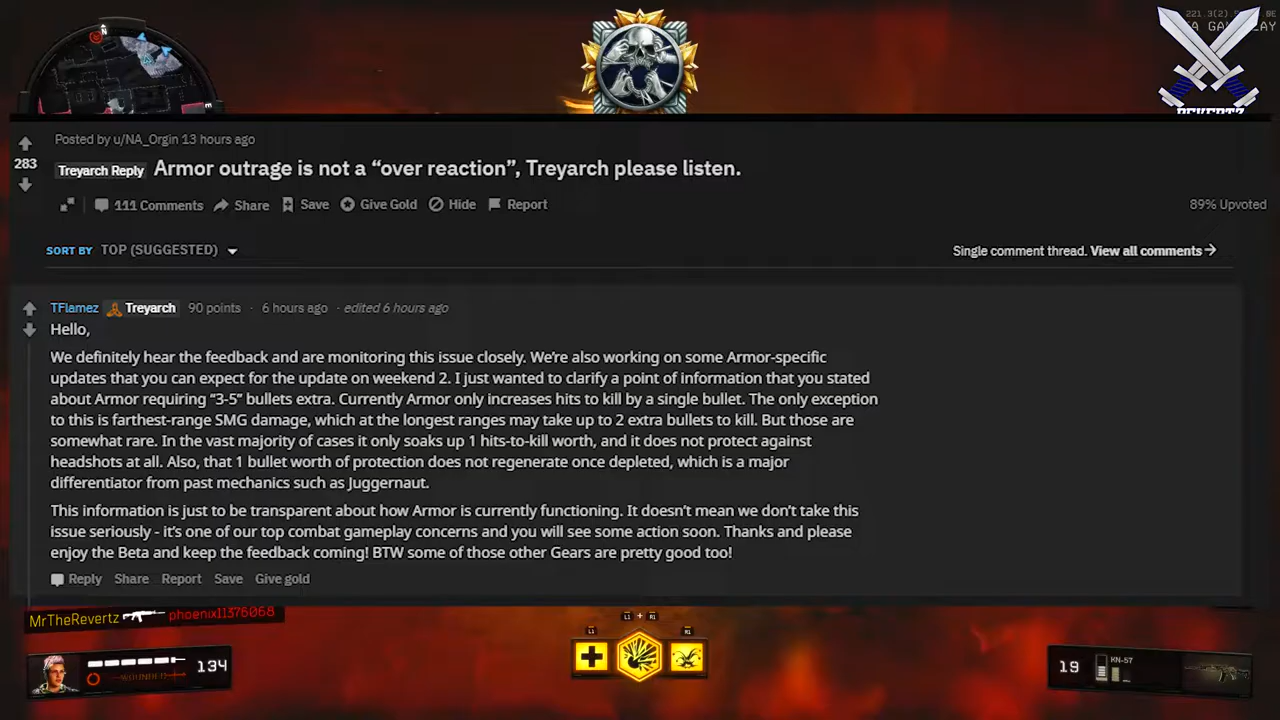 221.3(2)
A GAMEPLAY
REVERTZ
N
m
Posted by u/NA_Orgin 13 hours ago
283
Treyarch Reply Armor outrage is not a “over reaction”, Treyarch please listen.
111 Comments Share Save Give Gold Hide Report
89% Upvoted
SORT BY TOP (SUGGESTED)
Single comment thread. View all comments
TFlamez Treyarch 90 points · 6 hours ago · edited 6 hours ago
Hello,
We definitely hear the feedback and are monitoring this issue closely. We’re also working on some Armor-specific
updates that you can expect for the update on weekend 2. I just wanted to clarify a point of information that you stated
about Armor requiring “3-5” bullets extra. Currently Armor only increases hits to kill by a single bullet. The only exception
to this is farthest-range SMG damage, which at the longest ranges may take up to 2 extra bullets to kill. But those are
somewhat rare. In the vast majority of cases it only soaks up 1 hits-to-kill worth, and it does not protect against
headshots at all. Also, that 1 bullet worth of protection does not regenerate once depleted, which is a major
differentiator from past mechanics such as Juggernaut.
This information is just to be transparent about how Armor is currently functioning. It doesn’t mean we don’t take this
issue seriously - it’s one of our top combat gameplay concerns and you will see some action soon. Thanks and please
enjoy the Beta and keep the feedback coming! BTW some of those other Gears are pretty good too!
Reply Share Report Save Give gold
MrTheRevertz phoenix11376068
L1 + R1
L1 R1
134
WOUNDED
19 KN-57